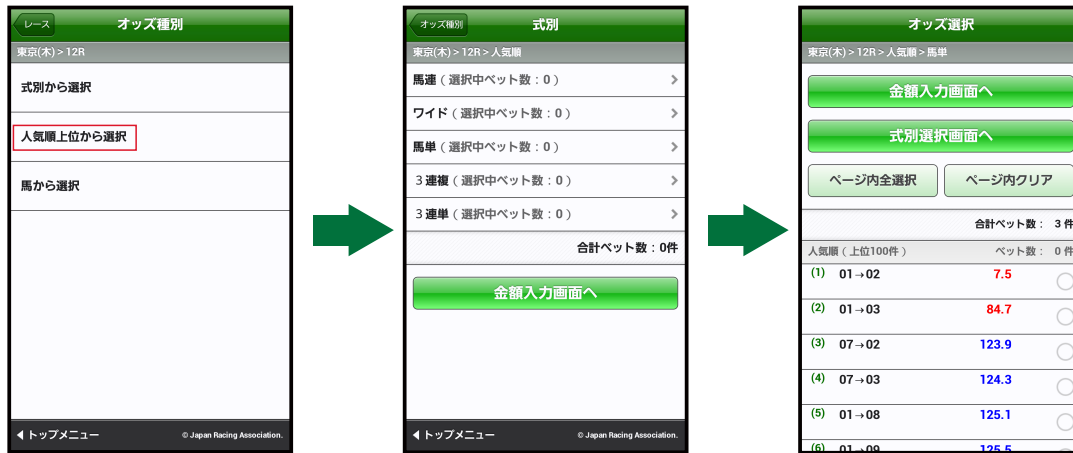 レース
オッズ種別
東京(木)>12R
式別から選択
人気順上位から選択
馬から選択
トップメニュー
© Japan Racing Association.
オッズ種別
式別
東京(木)>12R>人気順
馬連(選択中ベット数:0)
ワイド(選択中ベット数:0)
馬単(選択中ベット数:0)
3連複(選択中ベット数:0)
3連単(選択中ベット数:0)
合計ベット数:0件
金額入力画面へ
トップメニュー
© Japan Racing Association.
オッズ選択
東京(木)>12R>人気順>馬単
金額入力画面へ
式別選択画面へ
ページ内全選択 ページ内クリア
合計ベット数: 3件
人気順(上位100件) ベット数: 0件
(1) 01→02 7.5
(2) 01→03 84.7
(3) 07→02 123.9
(4) 07→03 124.3
(5) 01→08 125.1
(6) 01→09 125.5